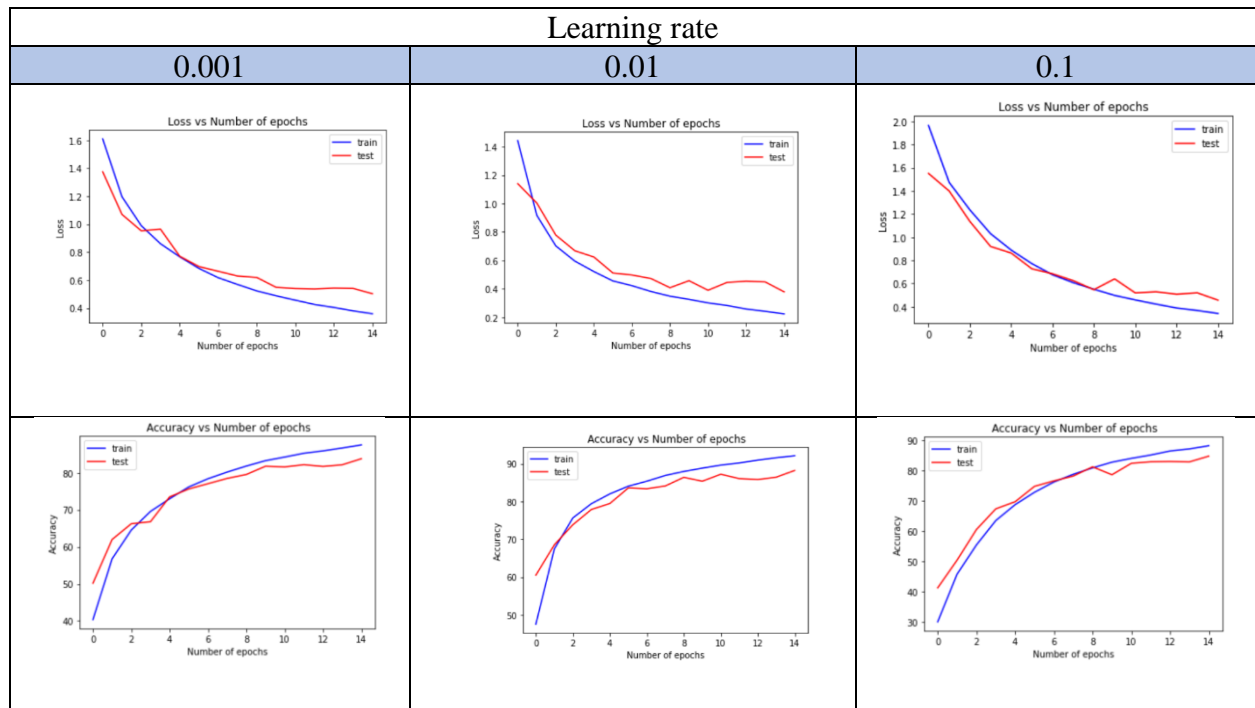 Learning rate
0.001 0.01 0.1
Loss vs Number of epochs
train
test
1.6
1.4
1.2
1.0
0.8
0.6
0.4
Loss
0 2 4 6 8 10 12 14
Number of epochs
Loss vs Number of epochs
train
test
1.4
1.2
1.0
0.8
0.6
0.4
0.2
Loss
0 2 4 6 8 10 12 14
Number of epochs
Loss vs Number of epochs
train
test
2.0
1.8
1.6
1.4
1.2
1.0
0.8
0.6
0.4
Loss
0 2 4 6 8 10 12 14
Number of epochs
Accuracy vs Number of epochs
train
test
80
70
60
50
40
Accuracy
0 2 4 6 8 10 12 14
Number of epochs
Accuracy vs Number of epochs
train
test
90
80
70
60
50
Accuracy
0 2 4 6 8 10 12 14
Number of epochs
Accuracy vs Number of epochs
train
test
90
80
70
60
50
40
30
Accuracy
0 2 4 6 8 10 12 14
Number of epochs